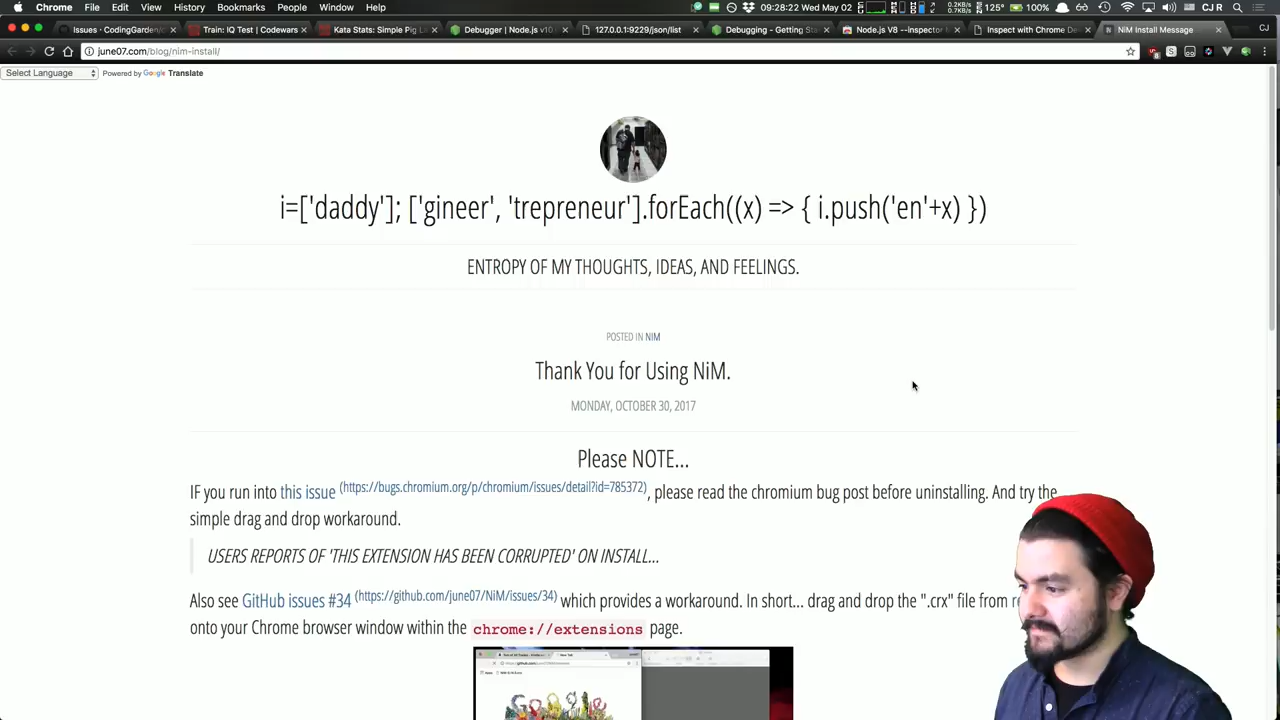 Chrome File Edit View History Bookmarks People Window Help
125° 100% 09:28:22 Wed May 02 CJ R
Issues · CodingGarden/c
Train: IQ Test | Codewars
Kata Stats: Simple Pig La
Debugger | Node.js v10.
127.0.0.1:9229/json/list
Debugging - Getting Sta
Node.js V8 --inspector
Inspect with Chrome De
NiM Install Message
CJ
june07.com/blog/nim-install/
Select Language Powered by Google Translate
i=['daddy']; ['gineer', 'trepreneur'].forEach((x) => { i.push('en'+x) })
ENTROPY OF MY THOUGHTS, IDEAS, AND FEELINGS.
POSTED IN NIM
Thank You for Using NiM.
MONDAY, OCTOBER 30, 2017
Please NOTE...
IF you run into this issue (https://bugs.chromium.org/p/chromium/issues/detail?id=785372), please read the chromium bug post before uninstalling. And try the
simple drag and drop workaround.
USERS REPORTS OF 'THIS EXTENSION HAS BEEN CORRUPTED' ON INSTALL...
Also see GitHub issues #34 (https://github.com/june07/NiM/issues/34) which provides a workaround. In short... drag and drop the ".crx" file from
onto your Chrome browser window within the chrome://extensions page.
Google